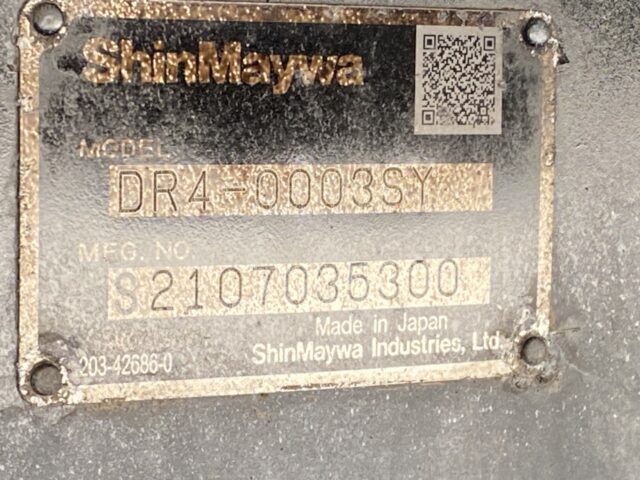 ShinMaywa
MODEL
DR4-0003SY
MFG. NO
S2107035300
Made in Japan
203-42686-0
ShinMaywa Industries, Ltd.